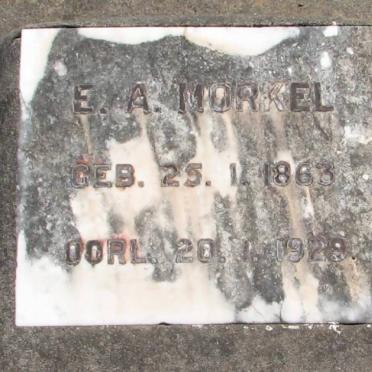 E. A. MORKEL
GEB. 25. 1. 1863
OORL. 20. 1. 1929.